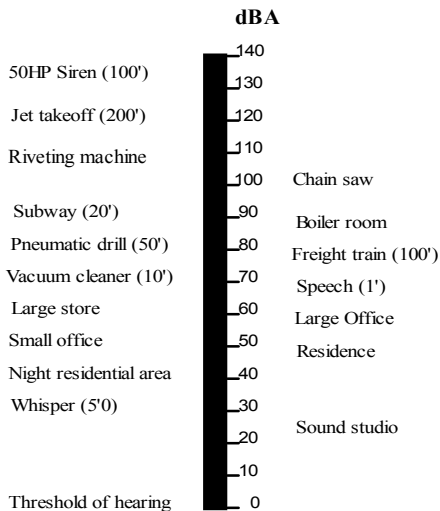 dBA
140
50HP Siren (100')
130
Jet takeoff (200')
120
Riveting machine
110
100
Chain saw
Subway (20')
90
Boiler room
Pneumatic drill (50')
80
Freight train (100')
Vacuum cleaner (10')
70
Speech (1')
Large store
60
Large Office
Small office
50
Residence
Night residential area
40
Whisper (5'0)
30
Sound studio
20
10
Threshold of hearing
0